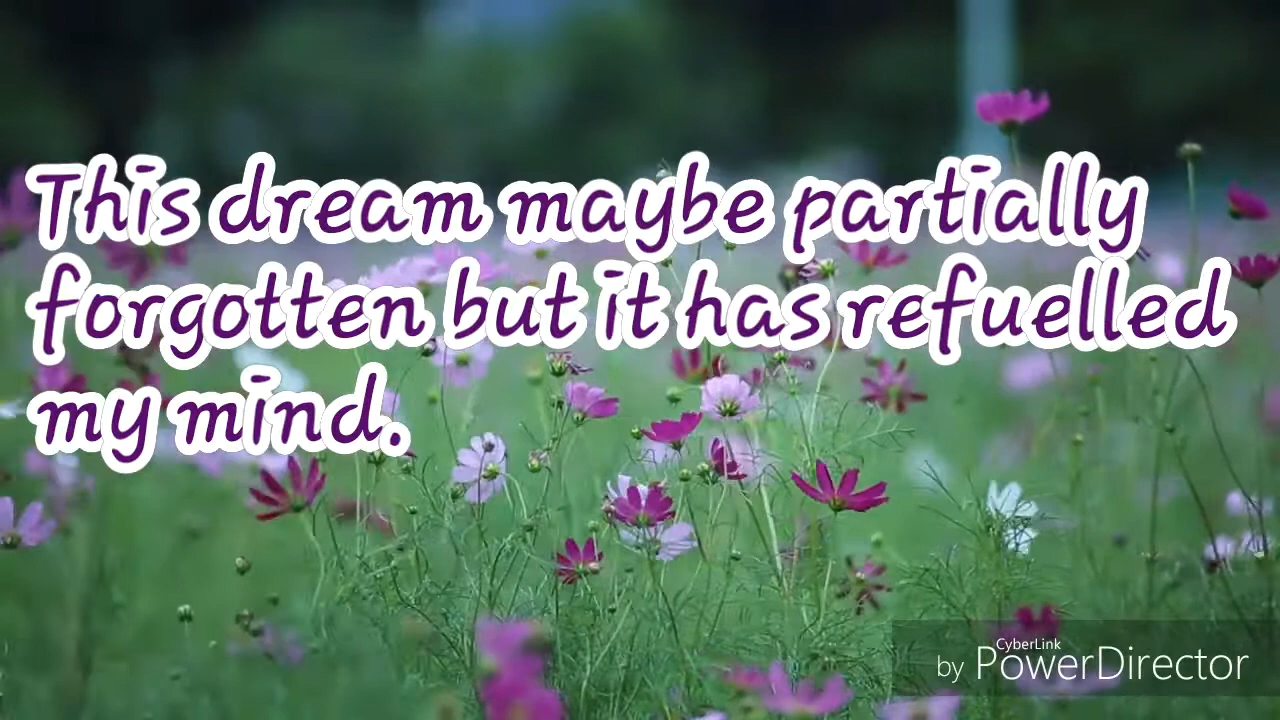 This dream maybe partially
forgotten but it has refuelled
my mind.
CyberLink
by PowerDirector